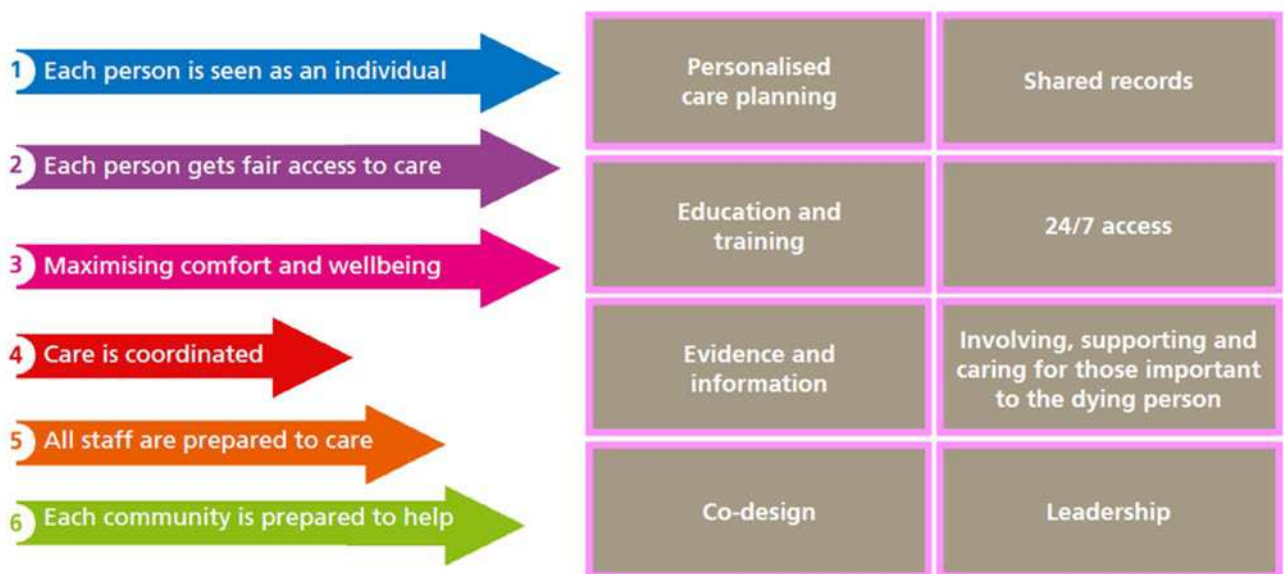 1 Each person is seen as an individual
2 Each person gets fair access to care
3 Maximising comfort and wellbeing
4 Care is coordinated
5 All staff are prepared to care
6 Each community is prepared to help
Personalised
care planning
Shared records
Education and
training
24/7 access
Evidence and
information
Involving, supporting and
caring for those important
to the dying person
Co-design
Leadership